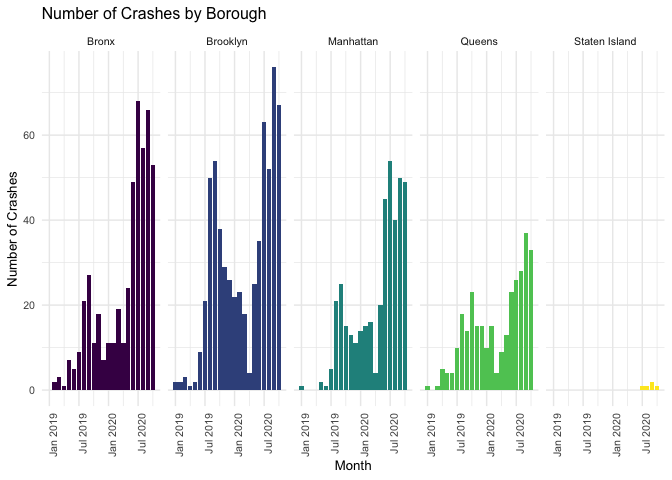 Number of Crashes by Borough
Bronx
Brooklyn
Manhattan
Queens
Staten Island
Number of Crashes
60
40
20
0
Jan 2019
Jul 2019
Jan 2020
Jul 2020
Jan 2019
Jul 2019
Jan 2020
Jul 2020
Jan 2019
Jul 2019
Jan 2020
Jul 2020
Jan 2019
Jul 2019
Jan 2020
Jul 2020
Jan 2019
Jul 2019
Jan 2020
Jul 2020
Month